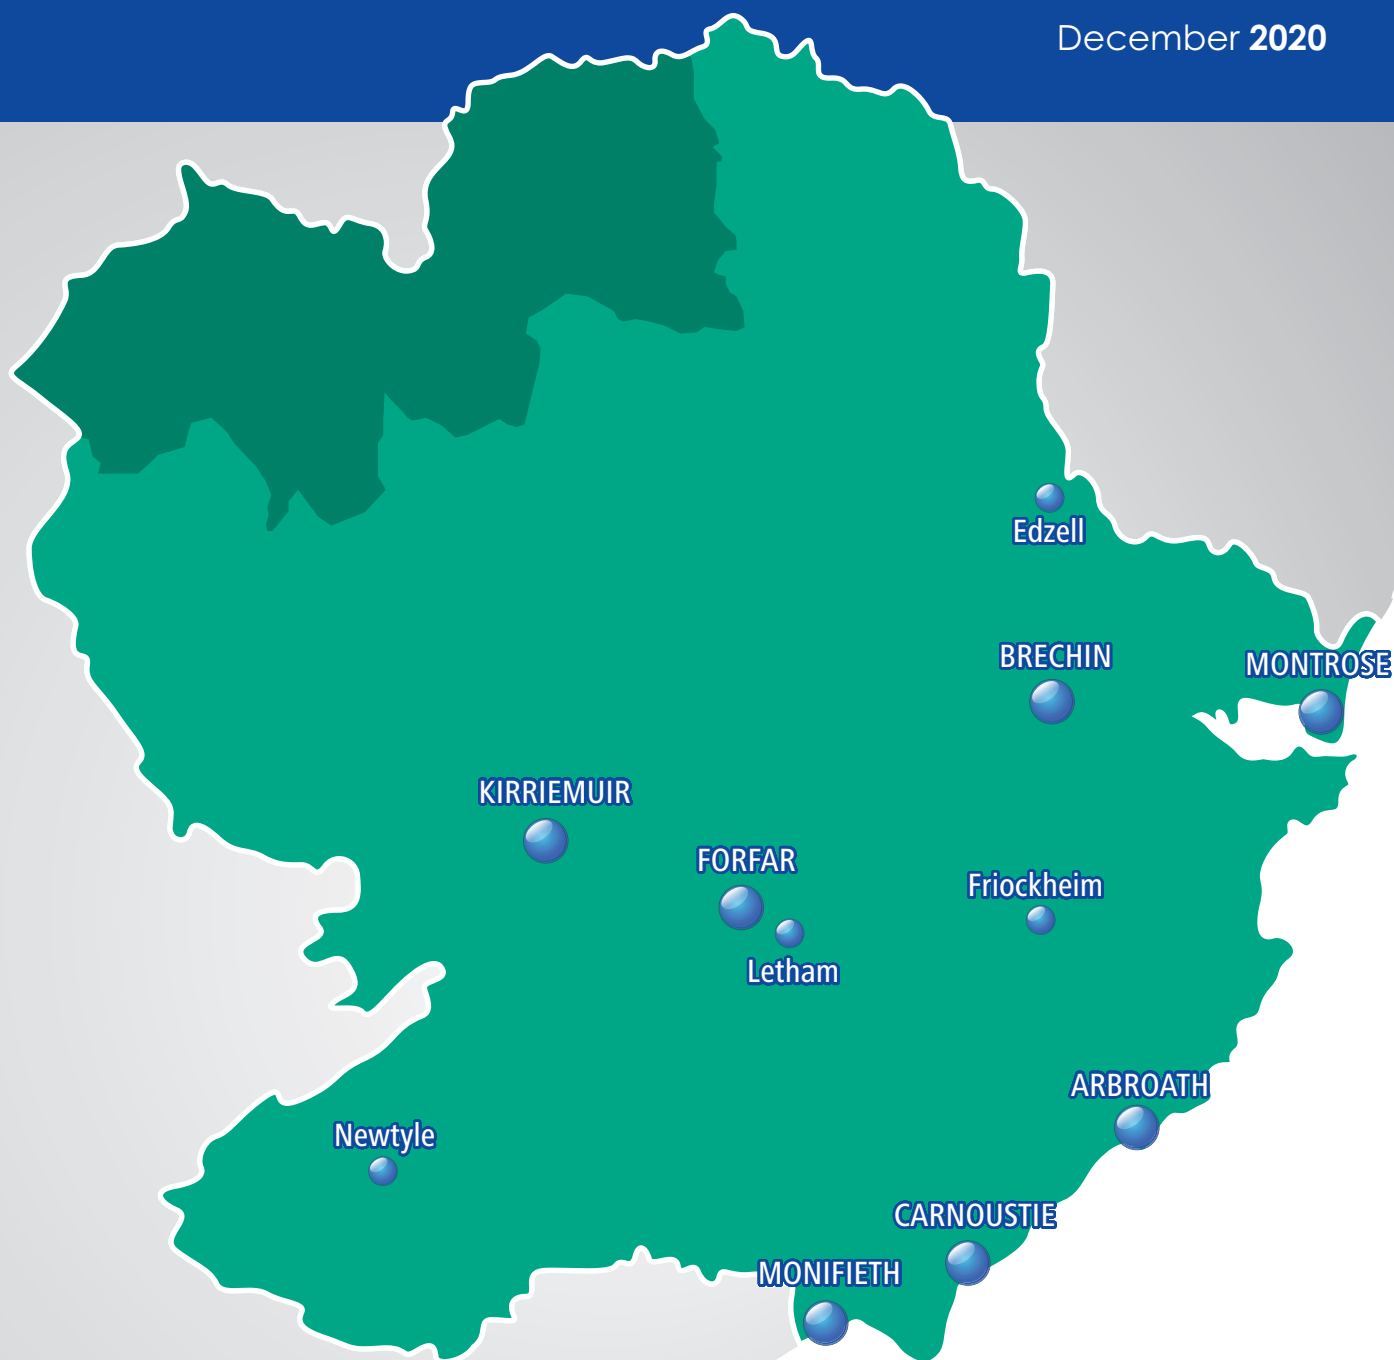 December 2020
Edzell
BRECHIN
MONTROSE
KIRRIEMUIR
FORFAR
Friockheim
Letham
ARBROATH
Newtyle
CARNOUSTIE
MONIFIETH